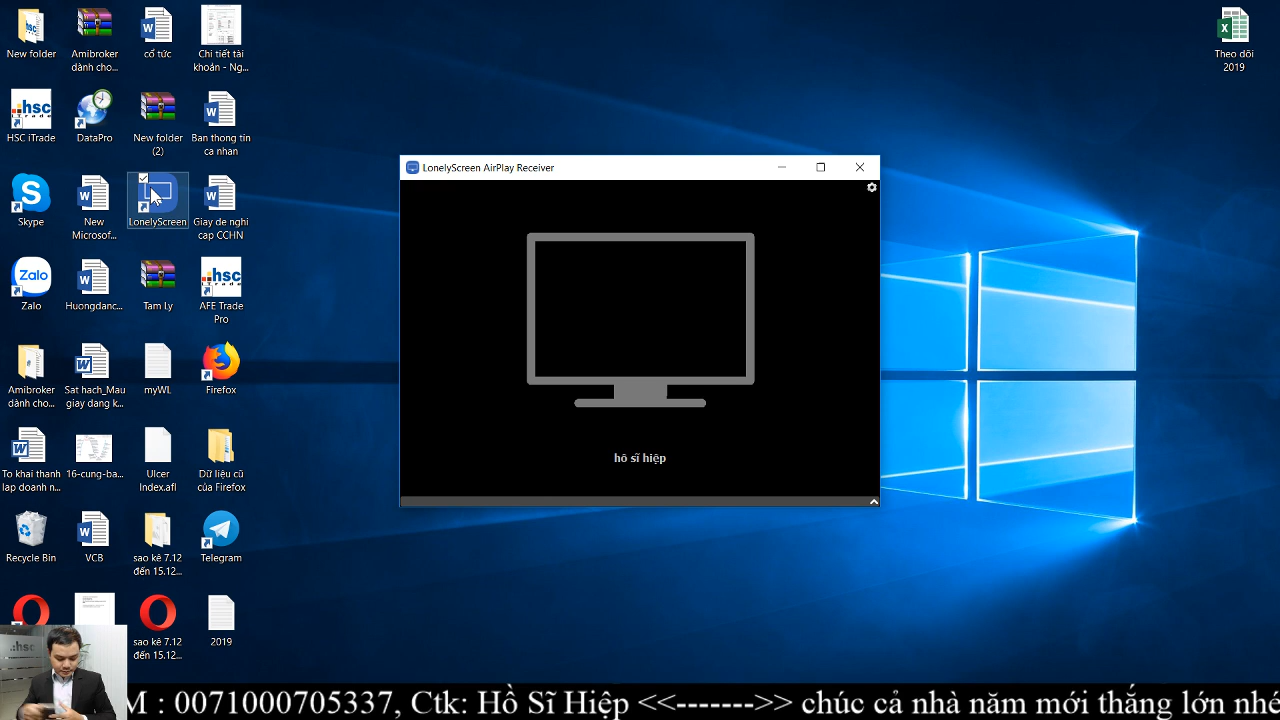 New folder
Amibroker
dành cho...
cổ tức
Chi tiết tài
khoản - Ng...
Theo dõi
2019
HSC iTrade
DataPro
New folder
(2)
Ban thong tin
ca nhan
Skype
New
Microsof...
LonelyScreen
Giay de nghi
cap CCHN
Zalo
Huongdanc...
Tam Ly
AFE Trade
Pro
Amibroker
dành cho...
Sat hach_Mau
giay dang k...
myWL
Firefox
To khai thanh
lap doanh n...
16-cung-ba...
Ulcer
Index.afl
Dữ liệu cũ
của Firefox
Recycle Bin
VCB
sao kê 7.12
đến 15.12...
Telegram
sao kê 7.12
đến 15.12...
2019
LonelyScreen AirPlay Receiver
hồ sĩ hiệp
.:hsc
M : 0071000705337, Ctk: Hồ Sĩ Hiệp <<------->> chúc cả nhà năm mới thắng lớn nhé